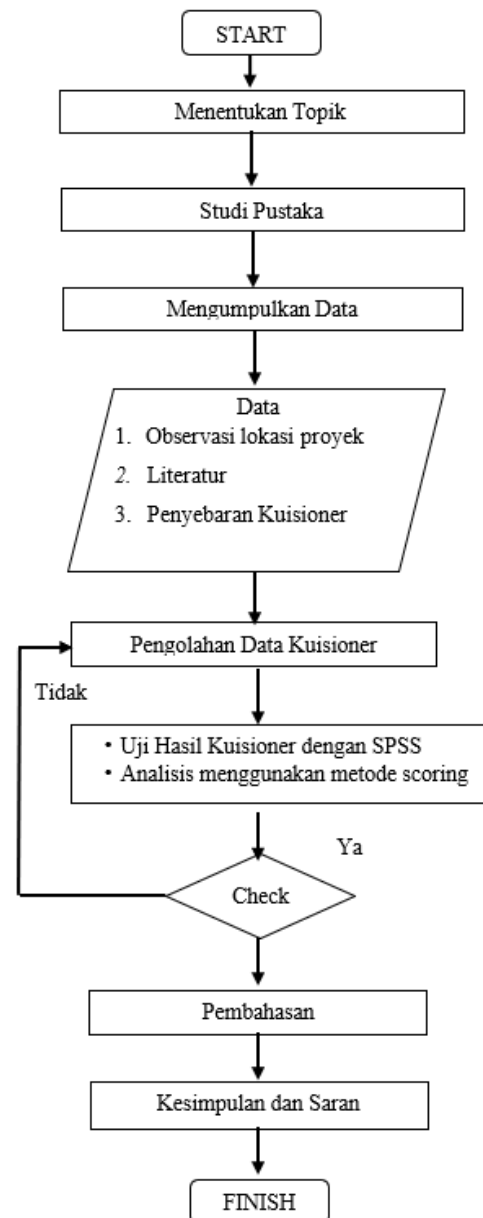 START
Menentukan Topik
Studi Pustaka
Mengumpulkan Data
Data
1. Observasi lokasi proyek
2. Literatur
3. Penyebaran Kuisioner
Pengolahan Data Kuisioner
Tidak
• Uji Hasil Kuisioner dengan SPSS
• Analisis menggunakan metode scoring
Ya
Check
Pembahasan
Kesimpulan dan Saran
FINISH